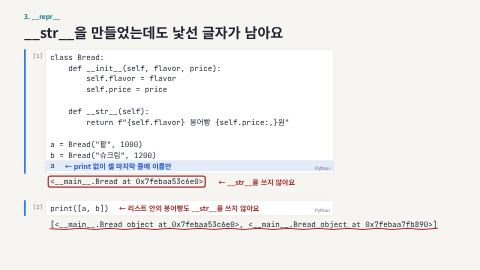 3. __repr__
__str__을 만들었는데도 낯선 글자가 남아요
[1]
class Bread:
    def __init__(self, flavor, price):
        self.flavor = flavor
        self.price = price

    def __str__(self):
        return f"{self.flavor} 붕어빵 {self.price:,}원"

a = Bread("팥", 1000)
b = Bread("슈크림", 1200)
a ← print 없이 셀 마지막 줄에 이름만
Python
<__main__.Bread at 0x7febaa53c6e0> ← __str__을 쓰지 않아요
[2] print([a, b]) ← 리스트 안의 붕어빵도 __str__을 쓰지 않아요
Python
[<__main__.Bread object at 0x7febaa53c6e0>, <__main__.Bread object at 0x7febaa7fb890>]